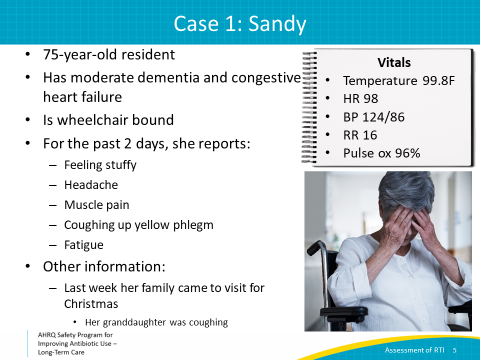 Case 1: Sandy
• 75-year-old resident
• Has moderate dementia and congestive
heart failure
• Is wheelchair bound
• For the past 2 days, she reports:
– Feeling stuffy
– Headache
– Muscle pain
– Coughing up yellow phlegm
– Fatigue
• Other information:
– Last week her family came to visit for
Christmas
• Her granddaughter was coughing
Vitals
• Temperature 99.8F
• HR 98
• BP 124/86
• RR 16
• Pulse ox 96%
AHRQ Safety Program for
Improving Antibiotic Use –
Long-Term Care
Assessment of RTI 5